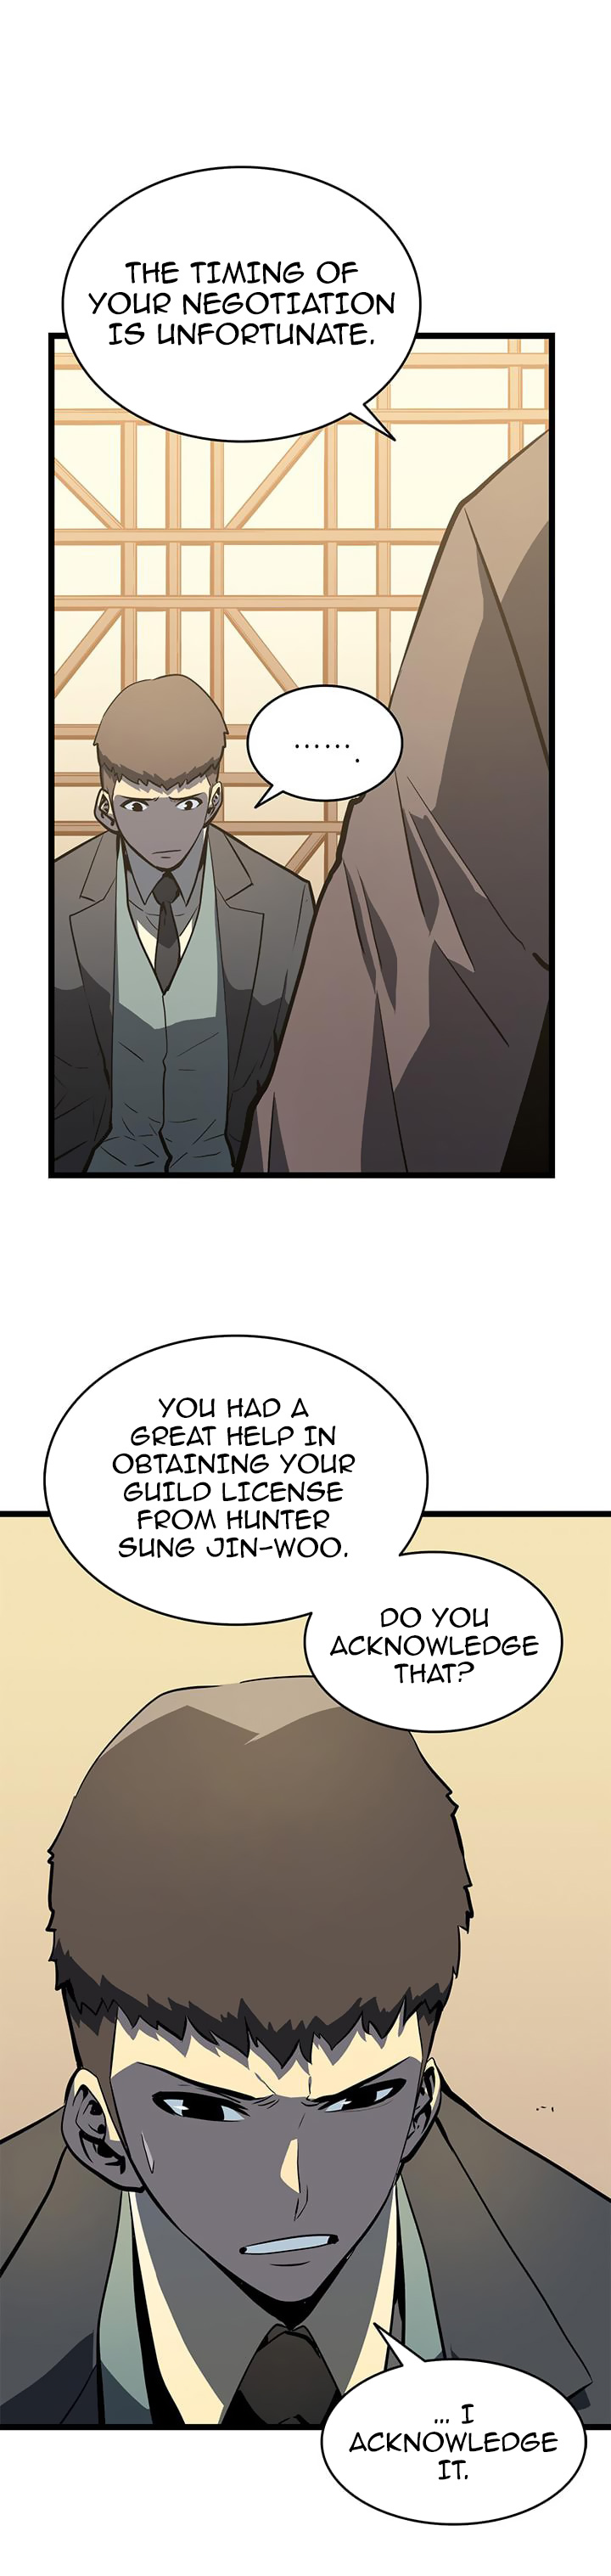 THE TIMING OF
YOUR NEGOTIATION
IS UNFORTUNATE.
.......
YOU HAD A
GREAT HELP IN
OBTAINING YOUR
GUILD LICENSE
FROM HUNTER
SUNG JIN-WOO.
DO YOU
ACKNOWLEDGE
THAT?
... I
ACKNOWLEDGE
IT.